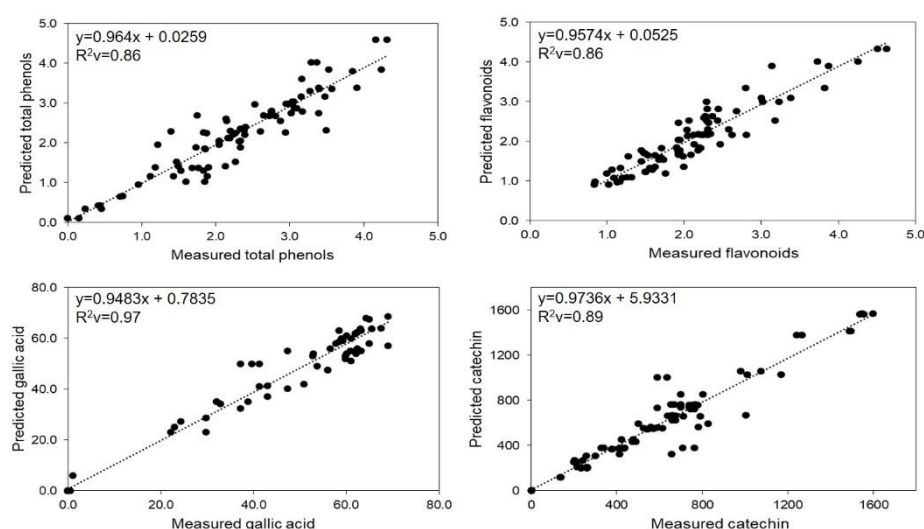 y=0.964x + 0.0259
R²v=0.86
5.0
4.0
3.0
2.0
1.0
0.0
Predicted total phenols
0.0 1.0 2.0 3.0 4.0 5.0
Measured total phenols
y=0.9574x + 0.0525
R²v=0.86
5.0
4.0
3.0
2.0
1.0
0.0
Predicted flavonoids
0.0 1.0 2.0 3.0 4.0 5.0
Measured flavonoids
y=0.9483x + 0.7835
R²v=0.97
80.0
60.0
40.0
20.0
0.0
Predicted gallic acid
0.0 20.0 40.0 60.0 80.0
Measured gallic acid
y=0.9736x + 5.9331
R²v=0.89
1600
1200
800
400
0
Predicted catechin
0 400 800 1200 1600
Measured catechin